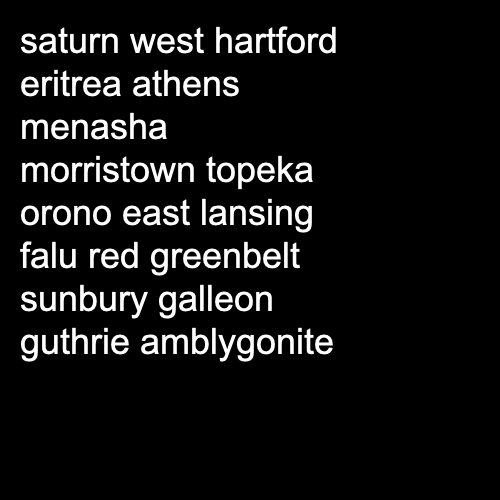 saturn west hartford
eritrea athens
menasha
morristown topeka
orono east lansing
falu red greenbelt
sunbury galleon
guthrie amblygonite